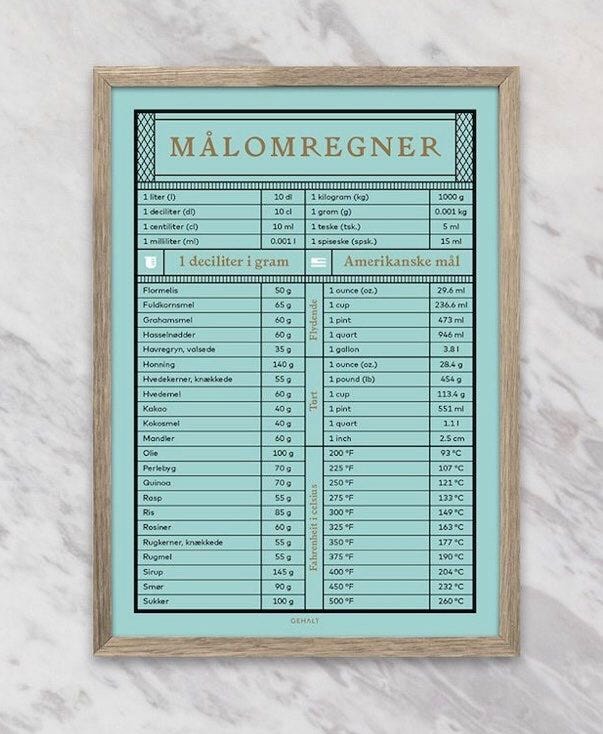 MÅLOMREGNER
1 liter (l) 10 dl 1 kilogram (kg) 1000 g
1 deciliter (dl) 10 cl 1 gram (g) 0.001 kg
1 centiliter (cl) 10 ml 1 teske (tsk.) 5 ml
1 milliliter (ml) 0.001 l 1 spiseske (spsk.) 15 ml
1 deciliter i gram Amerikanske mål
Flormelis 50 g
Fuldkornsmel 65 g
Grahamsmel 60 g
Hasselnødder 60 g
Havregryn, valsede 35 g
Honning 140 g
Hvedekerner, knækkede 55 g
Hvedemel 60 g
Kakao 40 g
Kokosmel 40 g
Mandler 60 g
Olie 100 g
Perlebyg 70 g
Quinoa 70 g
Rasp 55 g
Ris 85 g
Rosiner 60 g
Rugkerner, knækkede 55 g
Rugmel 55 g
Sirup 145 g
Smør 90 g
Sukker 100 g
Flydende
1 ounce (oz.) 29.6 ml
1 cup 236.6 ml
1 pint 473 ml
1 quart 946 ml
1 gallon 3.8 l
Tørt
1 ounce (oz.) 28.4 g
1 pound (lb) 454 g
1 cup 113.4 g
1 pint 551 ml
1 quart 1.1 l
1 inch 2.5 cm
Fahrenheit i celsius
200 °F 93 °C
225 °F 107 °C
250 °F 121 °C
275 °F 133 °C
300 °F 149 °C
325 °F 163 °C
350 °F 177 °C
375 °F 190 °C
400 °F 204 °C
450 °F 232 °C
500 °F 260 °C
GEHALT